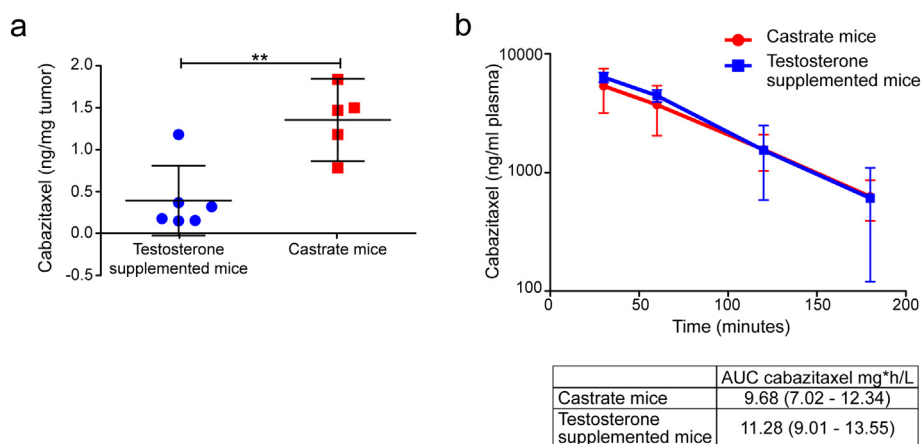 a
**
2.0
1.5
1.0
0.5
0.0
-0.5
Cabazitaxel (ng/mg tumor)
Testosterone
supplemented mice
Castrate mice
b
Castrate mice
Testosterone
supplemented mice
10000
1000
100
Cabazitaxel (ng/ml plasma)
0
50
100
150
200
Time (minutes)
AUC cabazitaxel mg*h/L
Castrate mice
9.68 (7.02 - 12.34)
Testosterone
supplemented mice
11.28 (9.01 - 13.55)